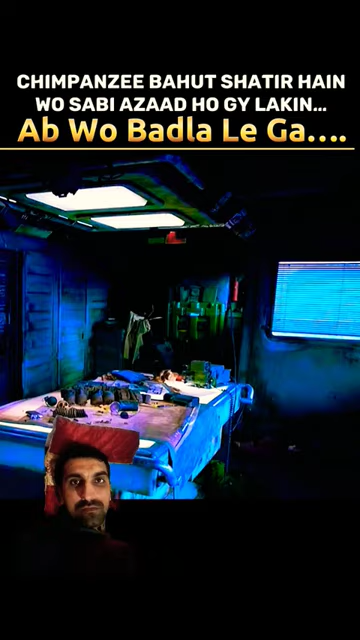 CHIMPANZEE BAHUT SHATIR HAIN
WO SABI AZAAD HO GY LAKIN...
Ab Wo Badla Le Ga....